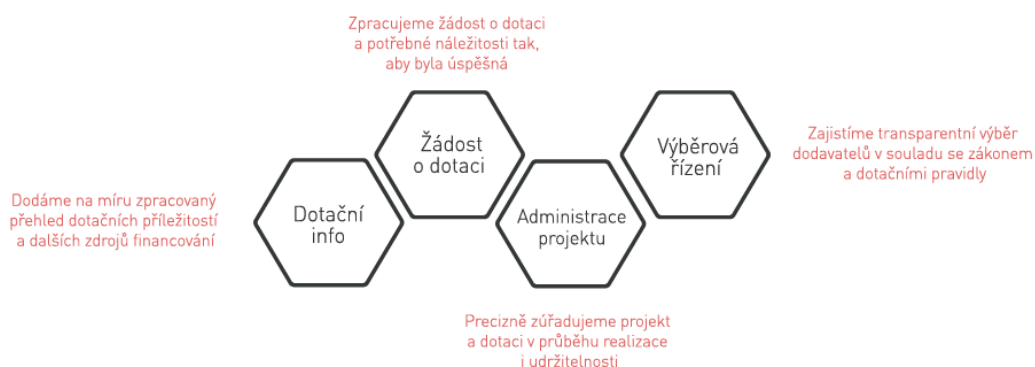 Zpracujeme žádost o dotaci
a potřebné náležitosti tak,
aby byla úspěšná
Žádost
o dotaci
Výběrová
řízení
Zajistíme transparentní výběr
dodavatelů v souladu se zákonem
a dotačními pravidly
Dodáme na míru zpracovaný
přehled dotačních příležitostí
a dalších zdrojů financování
Dotační
info
Administrace
projektu
Precizně zúřadujeme projekt
a dotaci v průběhu realizace
i udržitelnosti